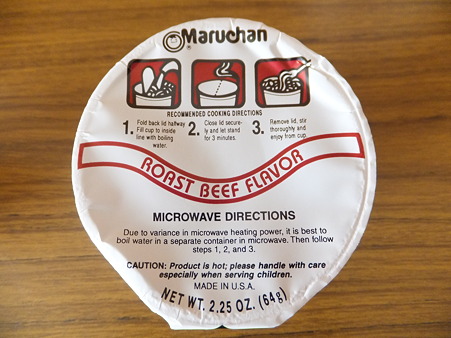 Maruchan
RECOMMENDED COOKING DIRECTIONS
1. Fold back lid halfway
Fill cup to inside
line with boiling
water.
2. Close lid secure-
ly and let stand
for 3 minutes.
3. Remove lid, stir
thoroughly and
enjoy from cup.
ROAST BEEF FLAVOR
MICROWAVE DIRECTIONS
Due to variance in microwave heating power, it is best to
boil water in a separate container in microwave. Then follow
steps 1, 2, and 3.
CAUTION: Product is hot; please handle with care
especially when serving children.
MADE IN U.S.A.
NET WT. 2.25 OZ. (64g)